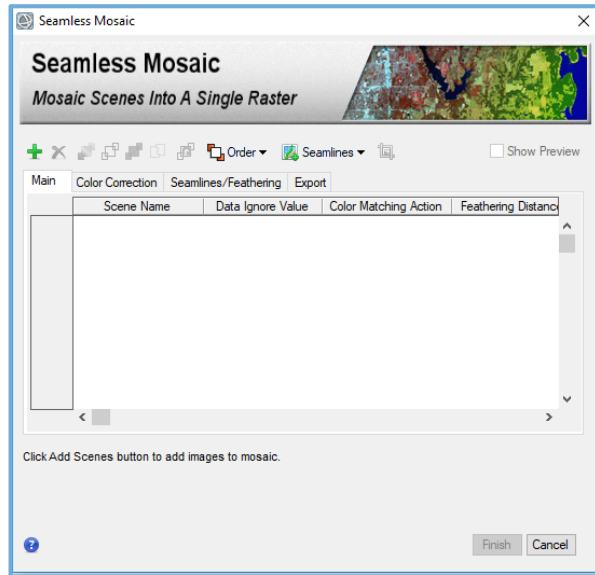 Seamless Mosaic
Seamless Mosaic
Mosaic Scenes Into A Single Raster
Order Seamlines Show Preview
Main Color Correction Seamlines/Feathering Export
Scene Name Data Ignore Value Color Matching Action Feathering Distance
Click Add Scenes button to add images to mosaic.
? Finish Cancel